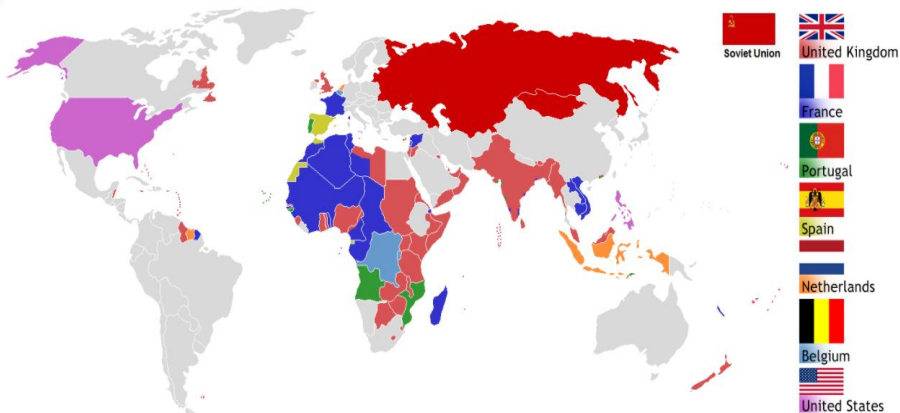 Soviet Union
United Kingdom
France
Portugal
Spain
Netherlands
Belgium
United States